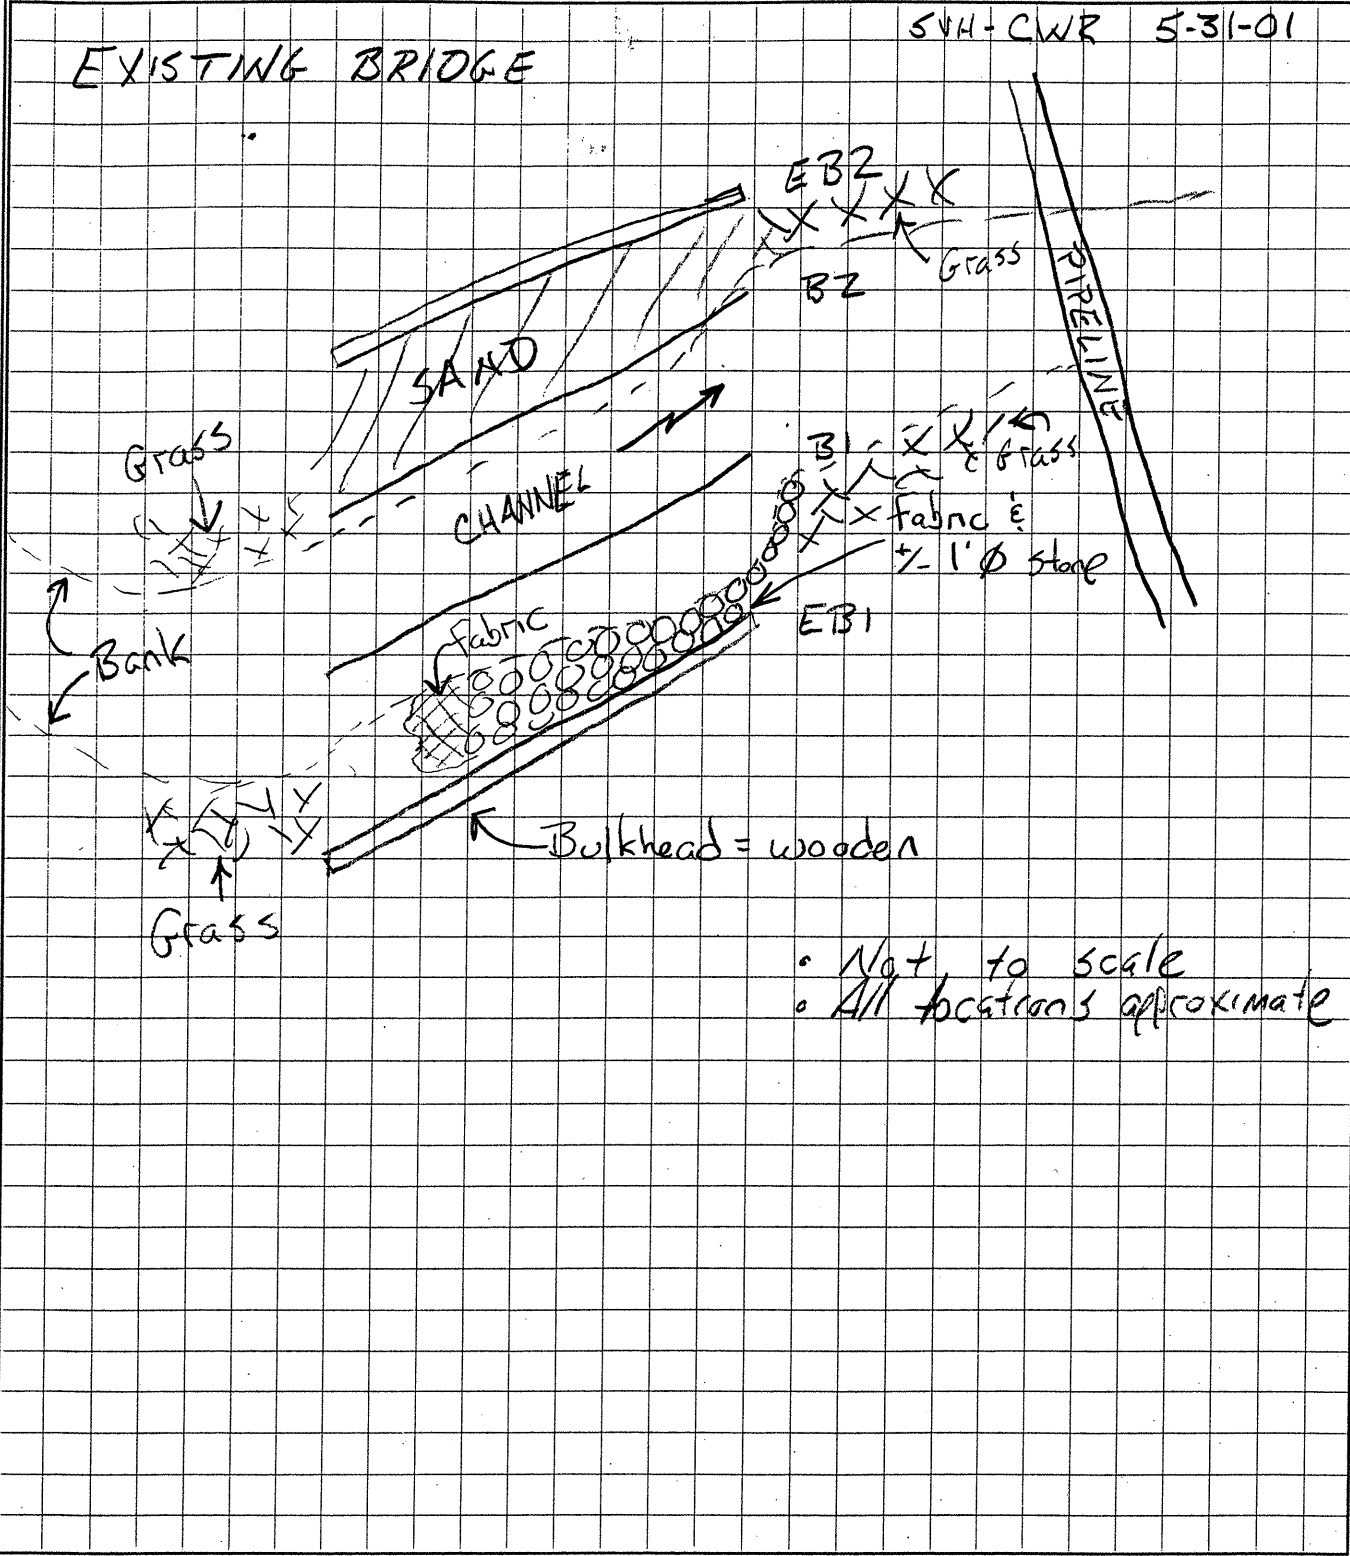 SVH-CWR 5-31-01
EXISTING BRIDGE
EB2
Grass
B2
PIPELINE
SAND
Grass
B1
& Grass
CHANNEL
Fabric &
+/- 1' Ø stone
EB1
Fabric
Bank
Bulkhead = wooden
Grass
• Not to scale
• All locations approximate